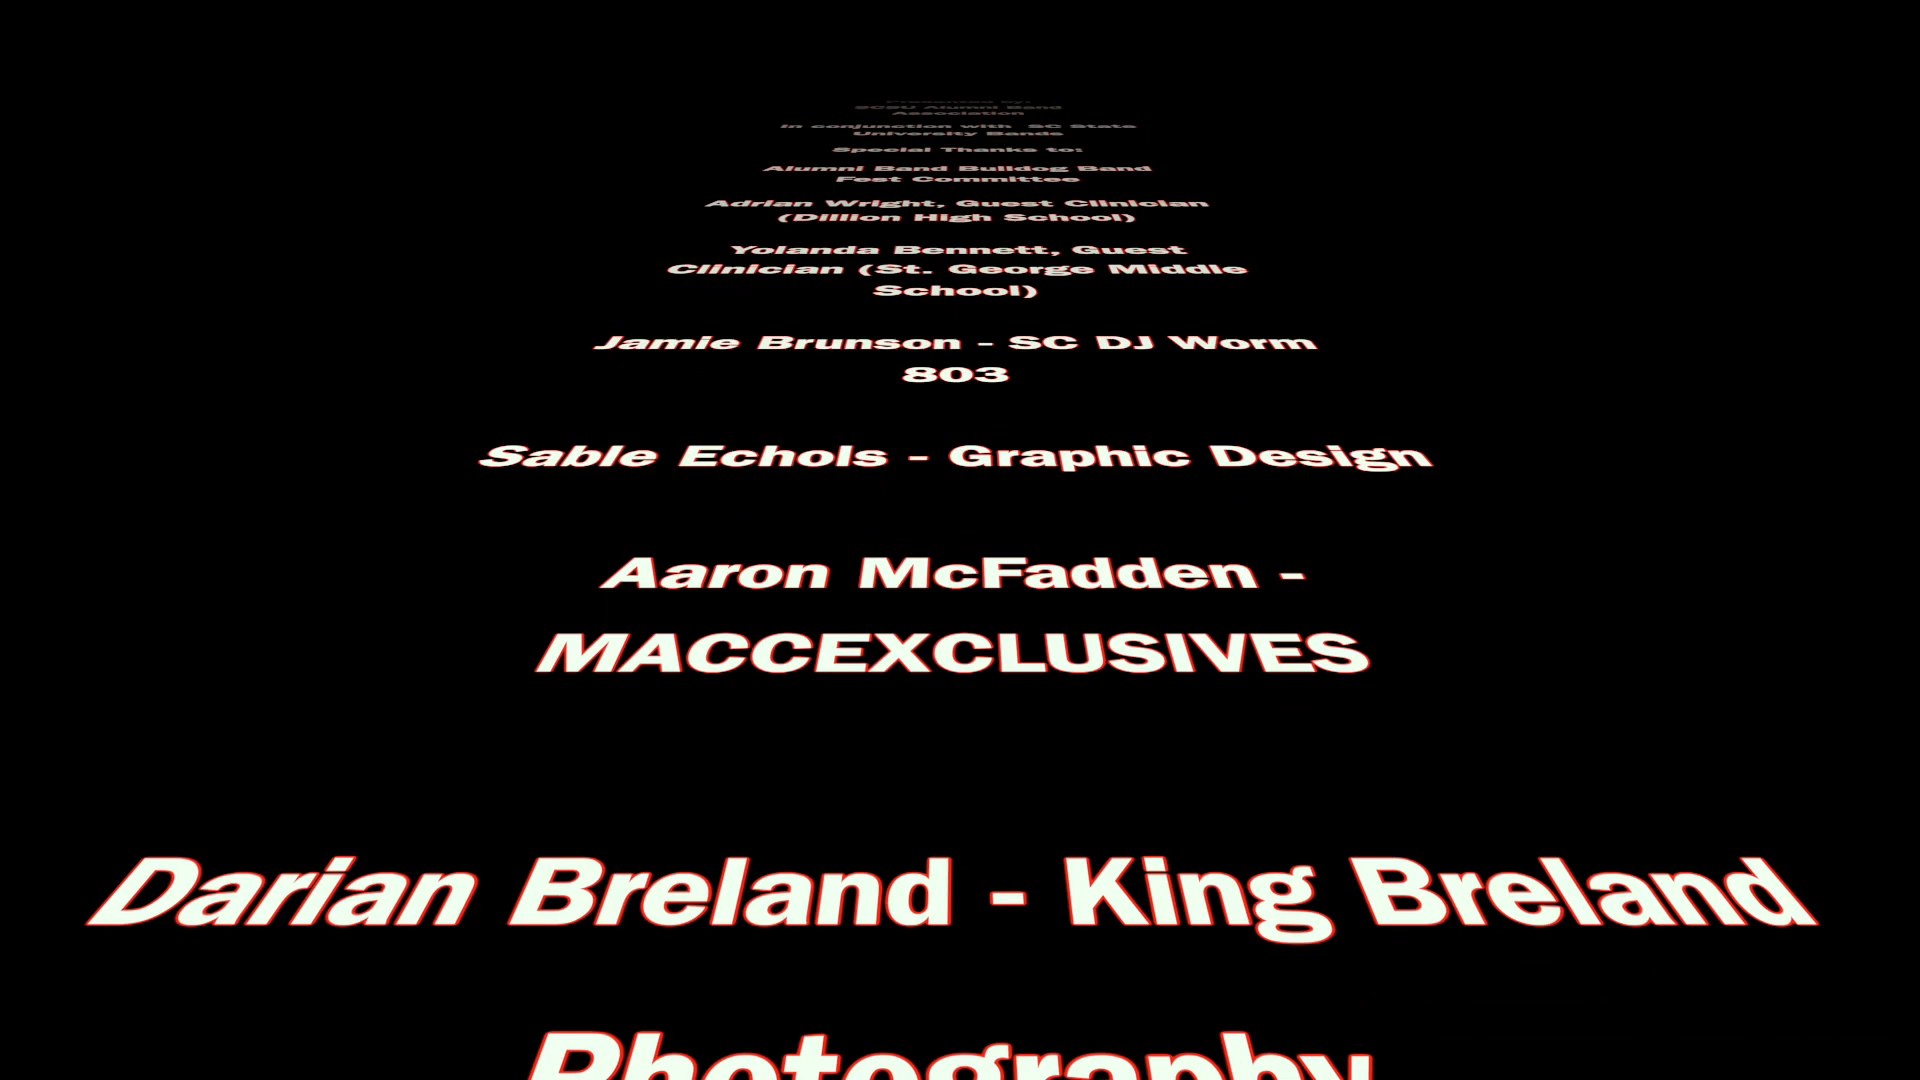 Presented by:
SCSU Alumni Band
Association
in conjunction with SC State
University Bands
Special Thanks to:
Alumni Band Bulldog Band
Fest Committee
Adrian Wright, Guest Clinician
(Dillion High School)
Yolanda Bennett, Guest
Clinician (St. George Middle
School)
Jamie Brunson - SC DJ Worm
803
Sable Echols - Graphic Design
Aaron McFadden -
MACCEXCLUSIVES
Darian Breland - King Breland
Photography